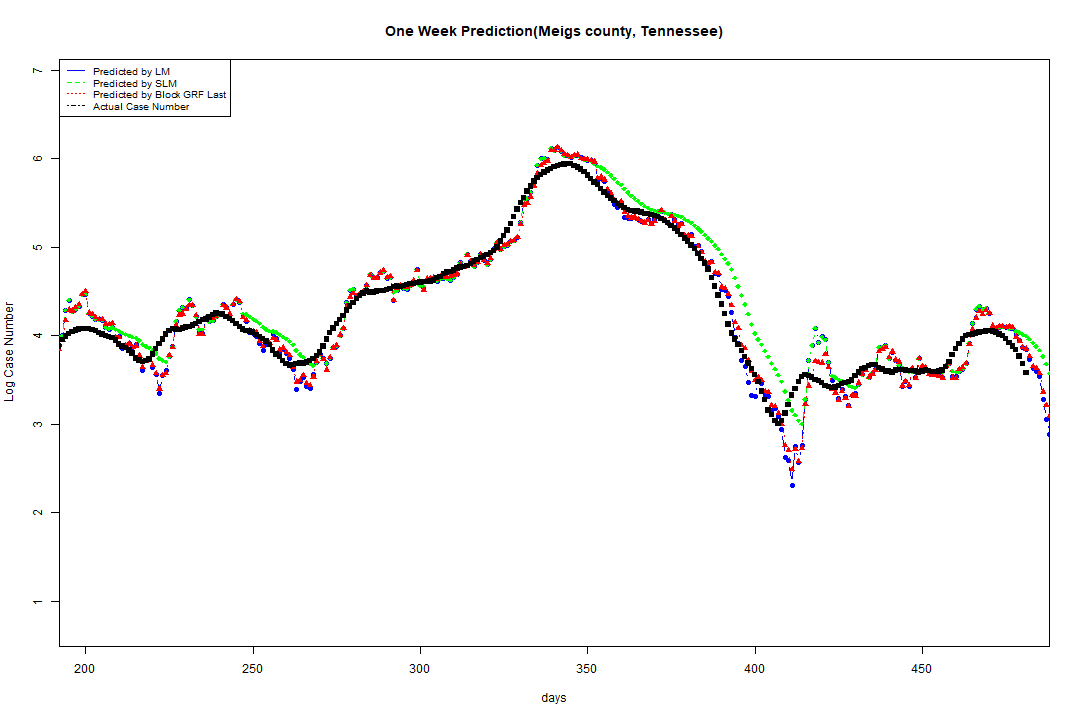 One Week Prediction(Meigs county, Tennessee)
Predicted by LM
Predicted by SLM
Predicted by Block GRF Last
Actual Case Number
7
6
5
4
3
2
1
Log Case Number
200 250 300 350 400 450
days